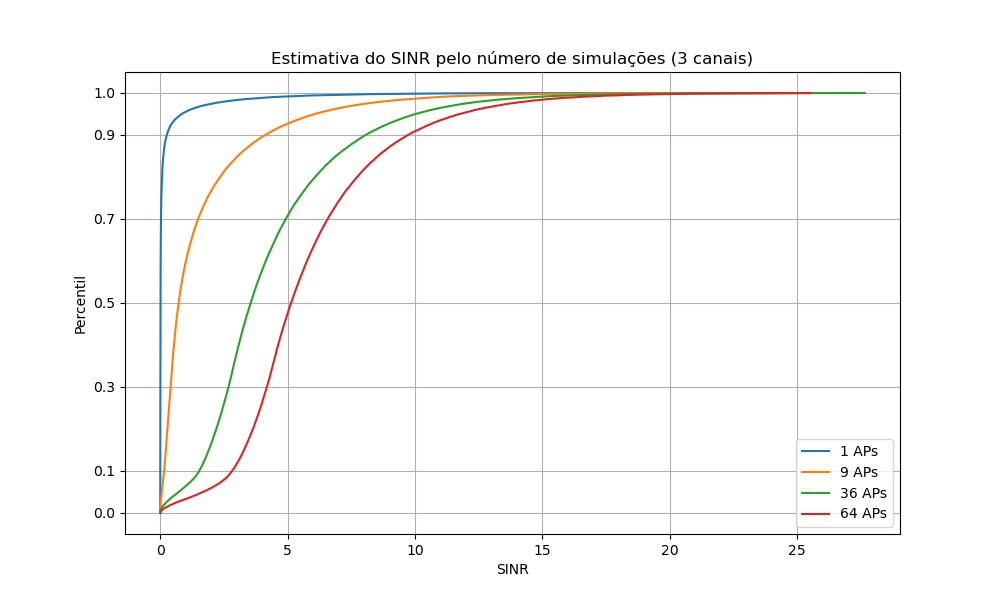 Estimativa do SINR pelo número de simulações (3 canais)
Percentil
1.0
0.9
0.7
0.5
0.3
0.1
0.0
0 5 10 15 20 25
SINR
1 APs
9 APs
36 APs
64 APs